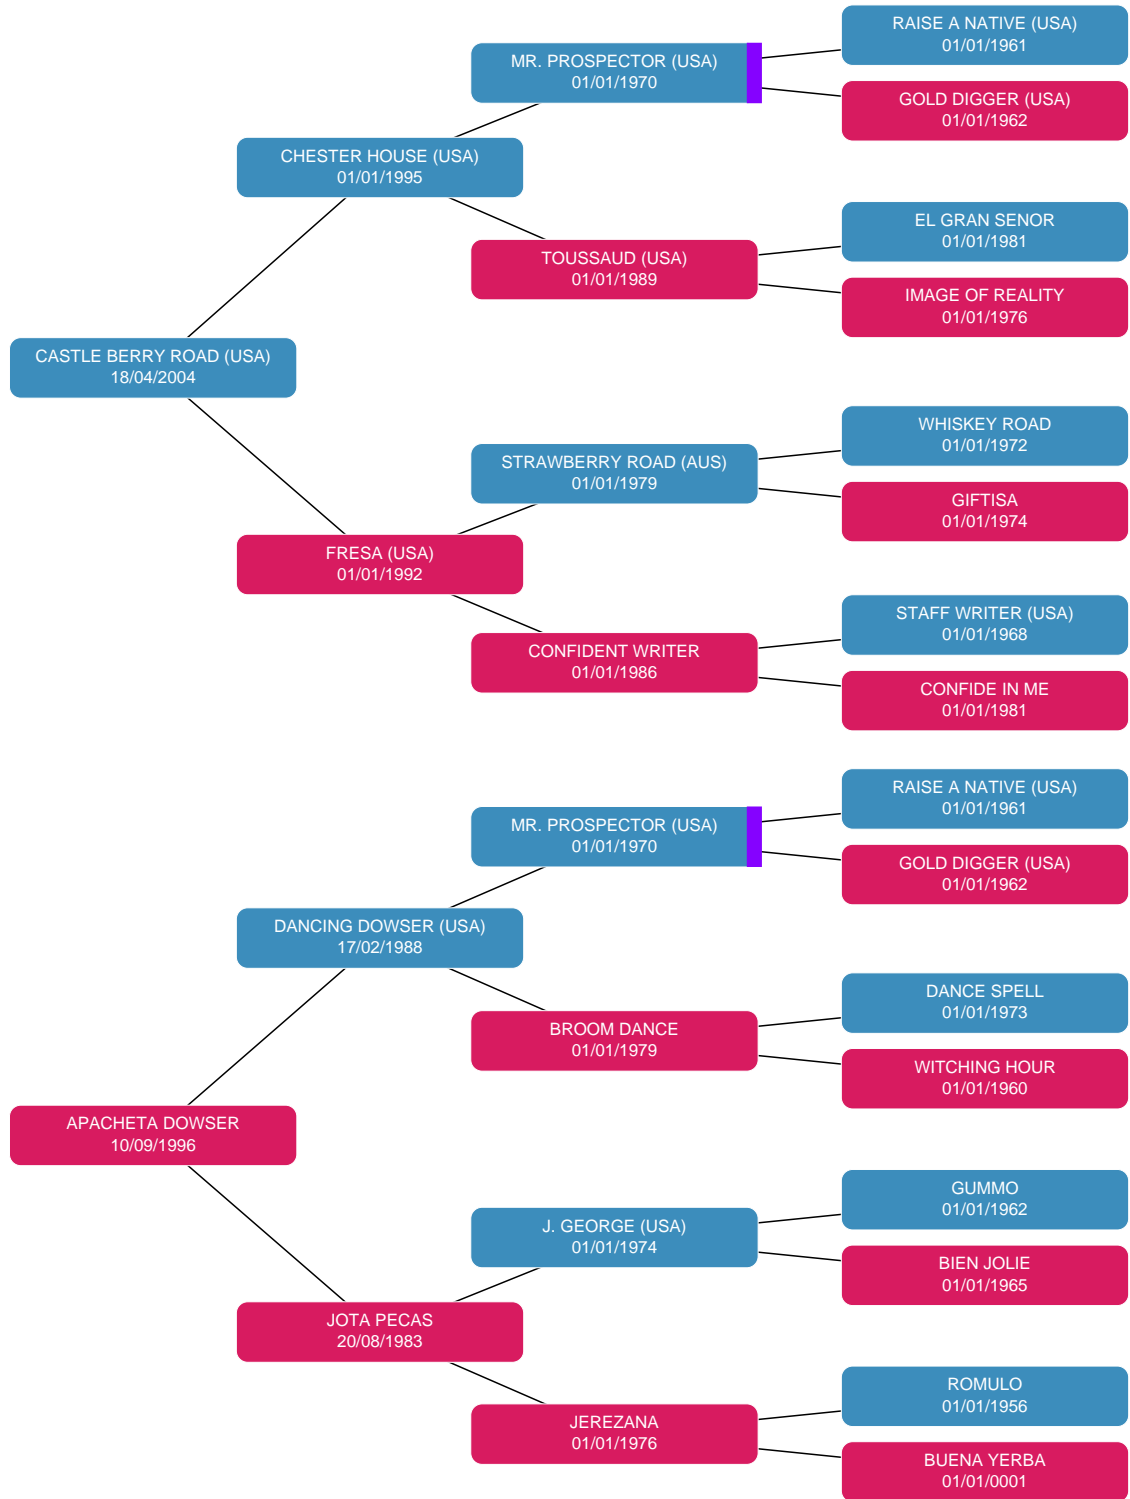 RAISE A NATIVE (USA)
01/01/1961
MR. PROSPECTOR (USA)
01/01/1970
GOLD DIGGER (USA)
01/01/1962
CHESTER HOUSE (USA)
01/01/1995
EL GRAN SENOR
01/01/1981
TOUSSAUD (USA)
01/01/1989
IMAGE OF REALITY
01/01/1976
CASTLE BERRY ROAD (USA)
18/04/2004
WHISKEY ROAD
01/01/1972
STRAWBERRY ROAD (AUS)
01/01/1979
GIFTISA
01/01/1974
FRESA (USA)
01/01/1992
STAFF WRITER (USA)
01/01/1968
CONFIDENT WRITER
01/01/1986
CONFIDE IN ME
01/01/1981
RAISE A NATIVE (USA)
01/01/1961
MR. PROSPECTOR (USA)
01/01/1970
GOLD DIGGER (USA)
01/01/1962
DANCING DOWSER (USA)
17/02/1988
DANCE SPELL
01/01/1973
BROOM DANCE
01/01/1979
WITCHING HOUR
01/01/1960
APACHETA DOWSER
10/09/1996
GUMMO
01/01/1962
J. GEORGE (USA)
01/01/1974
BIEN JOLIE
01/01/1965
JOTA PECAS
20/08/1983
ROMULO
01/01/1956
JEREZANA
01/01/1976
BUENA YERBA
01/01/0001